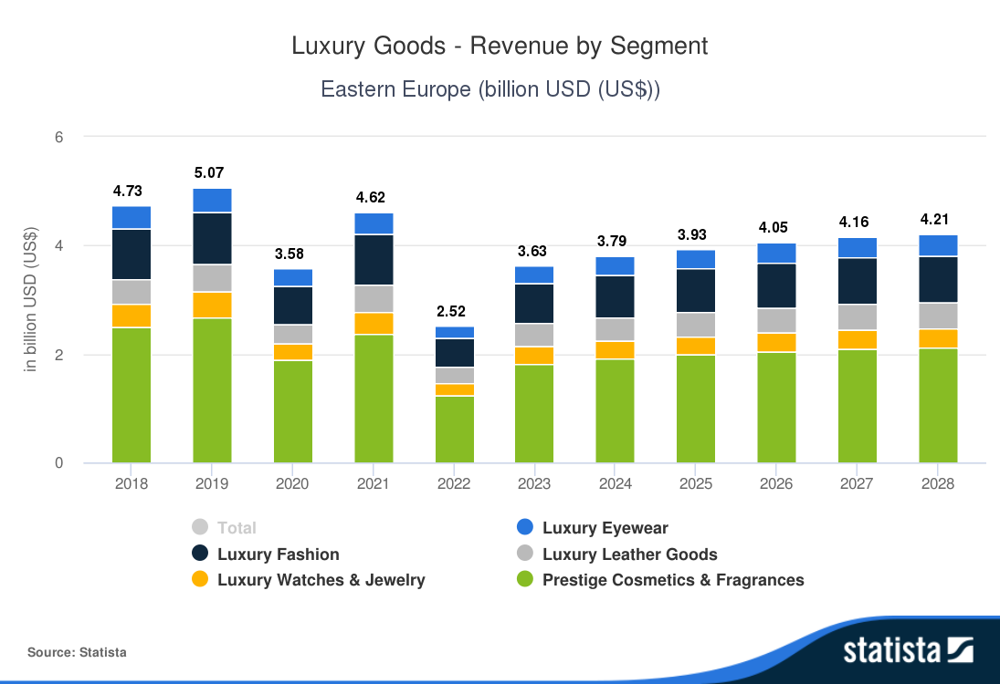 Luxury Goods - Revenue by Segment
Eastern Europe (billion USD (US$))
in billion USD (US$)
6
4
2
0
4.73
5.07
3.58
4.62
2.52
3.63
3.79
3.93
4.05
4.16
4.21
2018
2019
2020
2021
2022
2023
2024
2025
2026
2027
2028
Total
Luxury Eyewear
Luxury Fashion
Luxury Leather Goods
Luxury Watches & Jewelry
Prestige Cosmetics & Fragrances
Source: Statista
statista